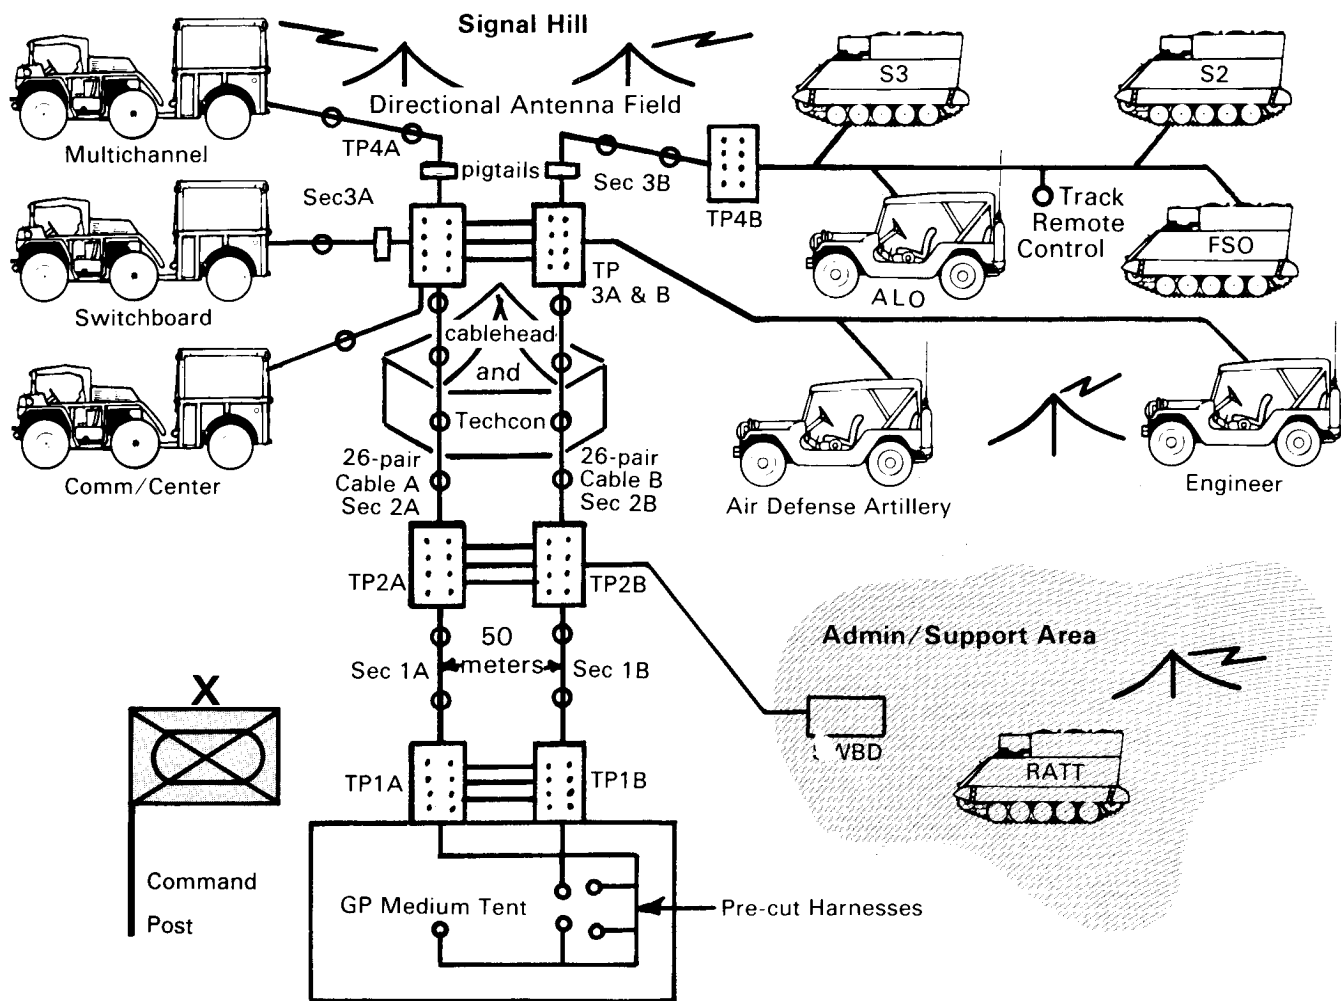 Signal Hill
S3
S2
Directional Antenna Field
Multichannel
TP4A
pigtails
Sec 3B
TP4B
Track
Remote
Control
Sec3A
FSO
TP
3A & B
ALO
Switchboard
cablehead
and
Techcon
26-pair
Cable A
Sec 2A
26-pair
Cable B
Sec 2B
Comm/Center
Air Defense Artillery
Engineer
TP2A
TP2B
50
meters
Sec 1A
Sec 1B
Admin/Support Area
X
RATT
TP1A
TP1B
Command
Post
GP Medium Tent
Pre-cut Harnesses